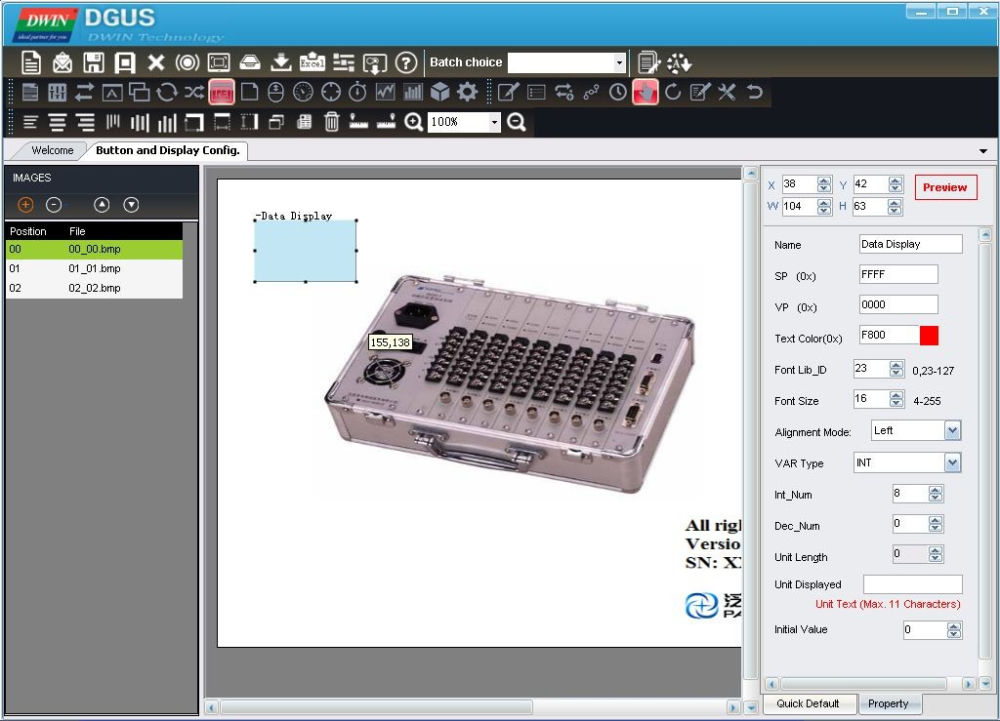 DWIN
ideal partner for you
DGUS
DWIN Technology
Excel
Batch choice
100%
Welcome
Button and Display Config.
IMAGES
Position File
00 00_00.bmp
01 01_01.bmp
02 02_02.bmp
-Data Display
155,138
All righ
Versio
SN: XX
泛
PA
X 38 Y 42
W 104 H 63
Preview
Name Data Display
SP (0x) FFFF
VP (0x) 0000
Text Color(0x) F800
Font Lib_ID 23 0,23-127
Font Size 16 4-255
Alignment Mode: Left
VAR Type INT
Int_Num 8
Dec_Num 0
Unit Length 0
Unit Displayed
Unit Text (Max. 11 Characters)
Initial Value 0
Quick Default Property